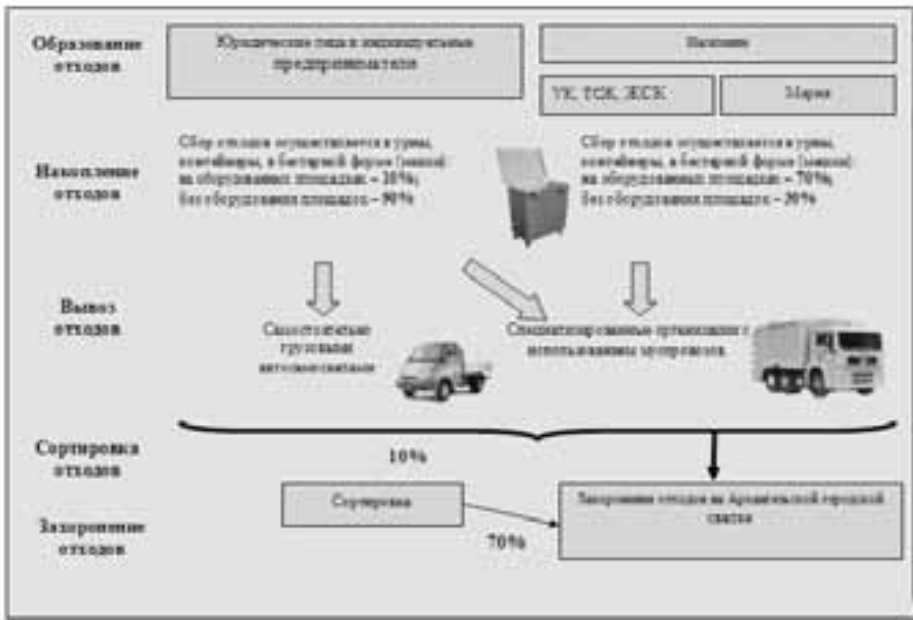 Образование
отходов
Юридические лица и индивидуальные
предприниматели
Население
УК, ТСЖ, ЖСК
Мэрия
Накопление
отходов
Сбор отходов осуществляется в урны,
контейнеры, в бестарной форме (мешки):
на оборудованных площадках – 10%;
без оборудования площадок – 90%
Сбор отходов осуществляется в урны,
контейнеры, в бестарной форме (мешки):
на оборудованных площадках – 70%;
без оборудования площадок – 30%
Вывоз
отходов
Самостоятельно
грузовыми
автосамосвалами
Специализированные организации с
использованием мусоровозов
Сортировка
отходов
10%
Сортировка
Захоронение отходов на Архангельской городской
свалке
Захоронение
отходов
70%